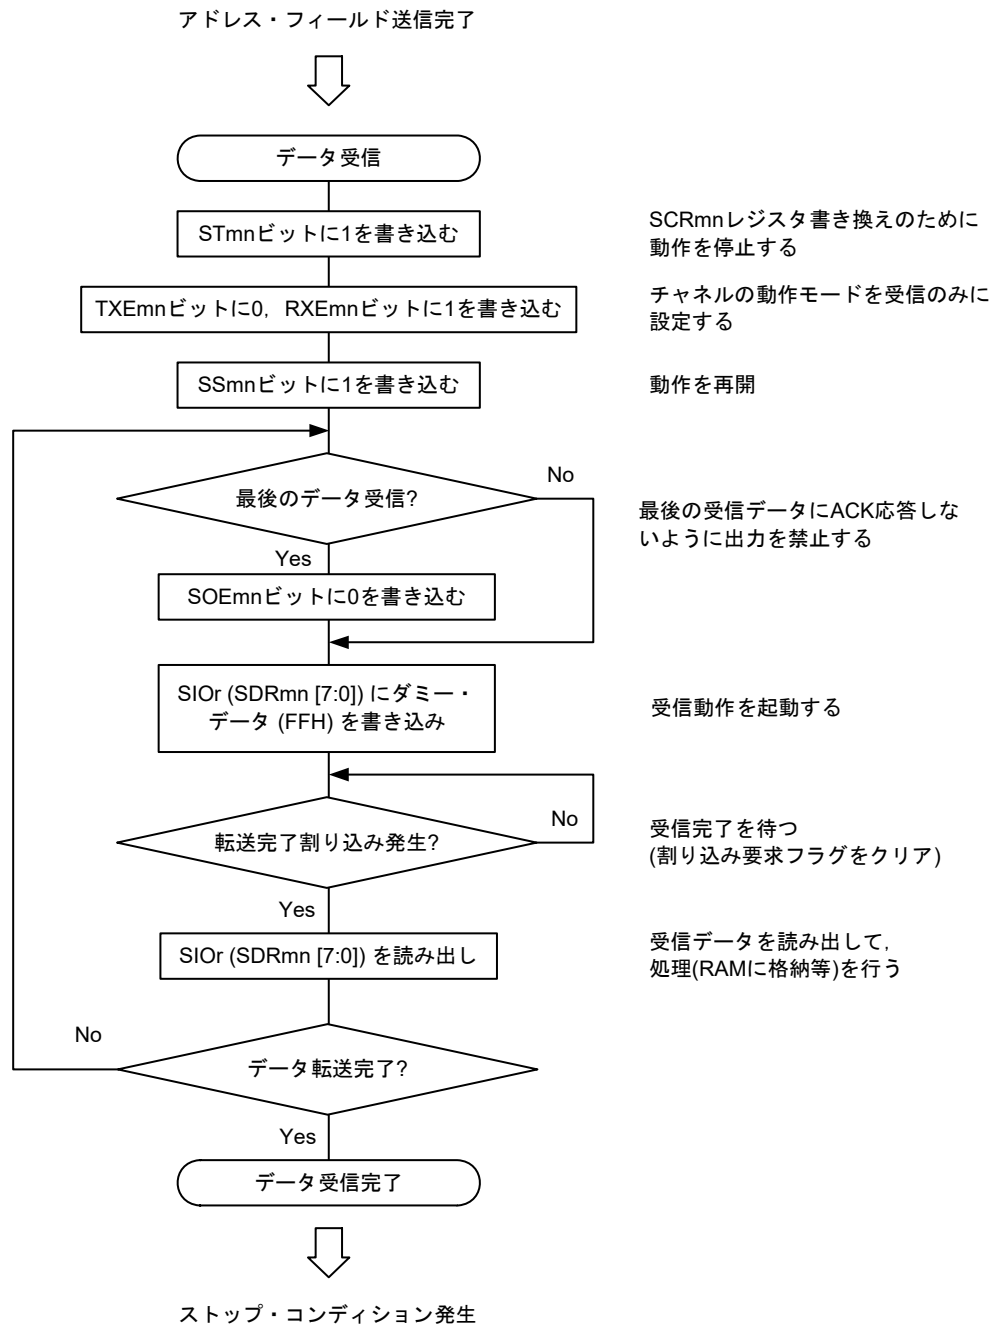 アドレス・フィールド送信完了
データ受信
STmnビットに1を書き込む
SCRmnレジスタ書き換えのために
動作を停止する
TXEmnビットに0，RXEmnビットに1を書き込む
チャネルの動作モードを受信のみに
設定する
SSmnビットに1を書き込む
動作を再開
最後のデータ受信?
No
Yes
最後の受信データにACK応答しな
いように出力を禁止する
SOEmnビットに0を書き込む
SIOr (SDRmn [7:0]) にダミー・
データ (FFH) を書き込み
受信動作を起動する
転送完了割り込み発生?
No
Yes
受信完了を待つ
(割り込み要求フラグをクリア)
SIOr (SDRmn [7:0]) を読み出し
受信データを読み出して，
処理(RAMに格納等)を行う
No
データ転送完了?
Yes
データ受信完了
ストップ・コンディション発生